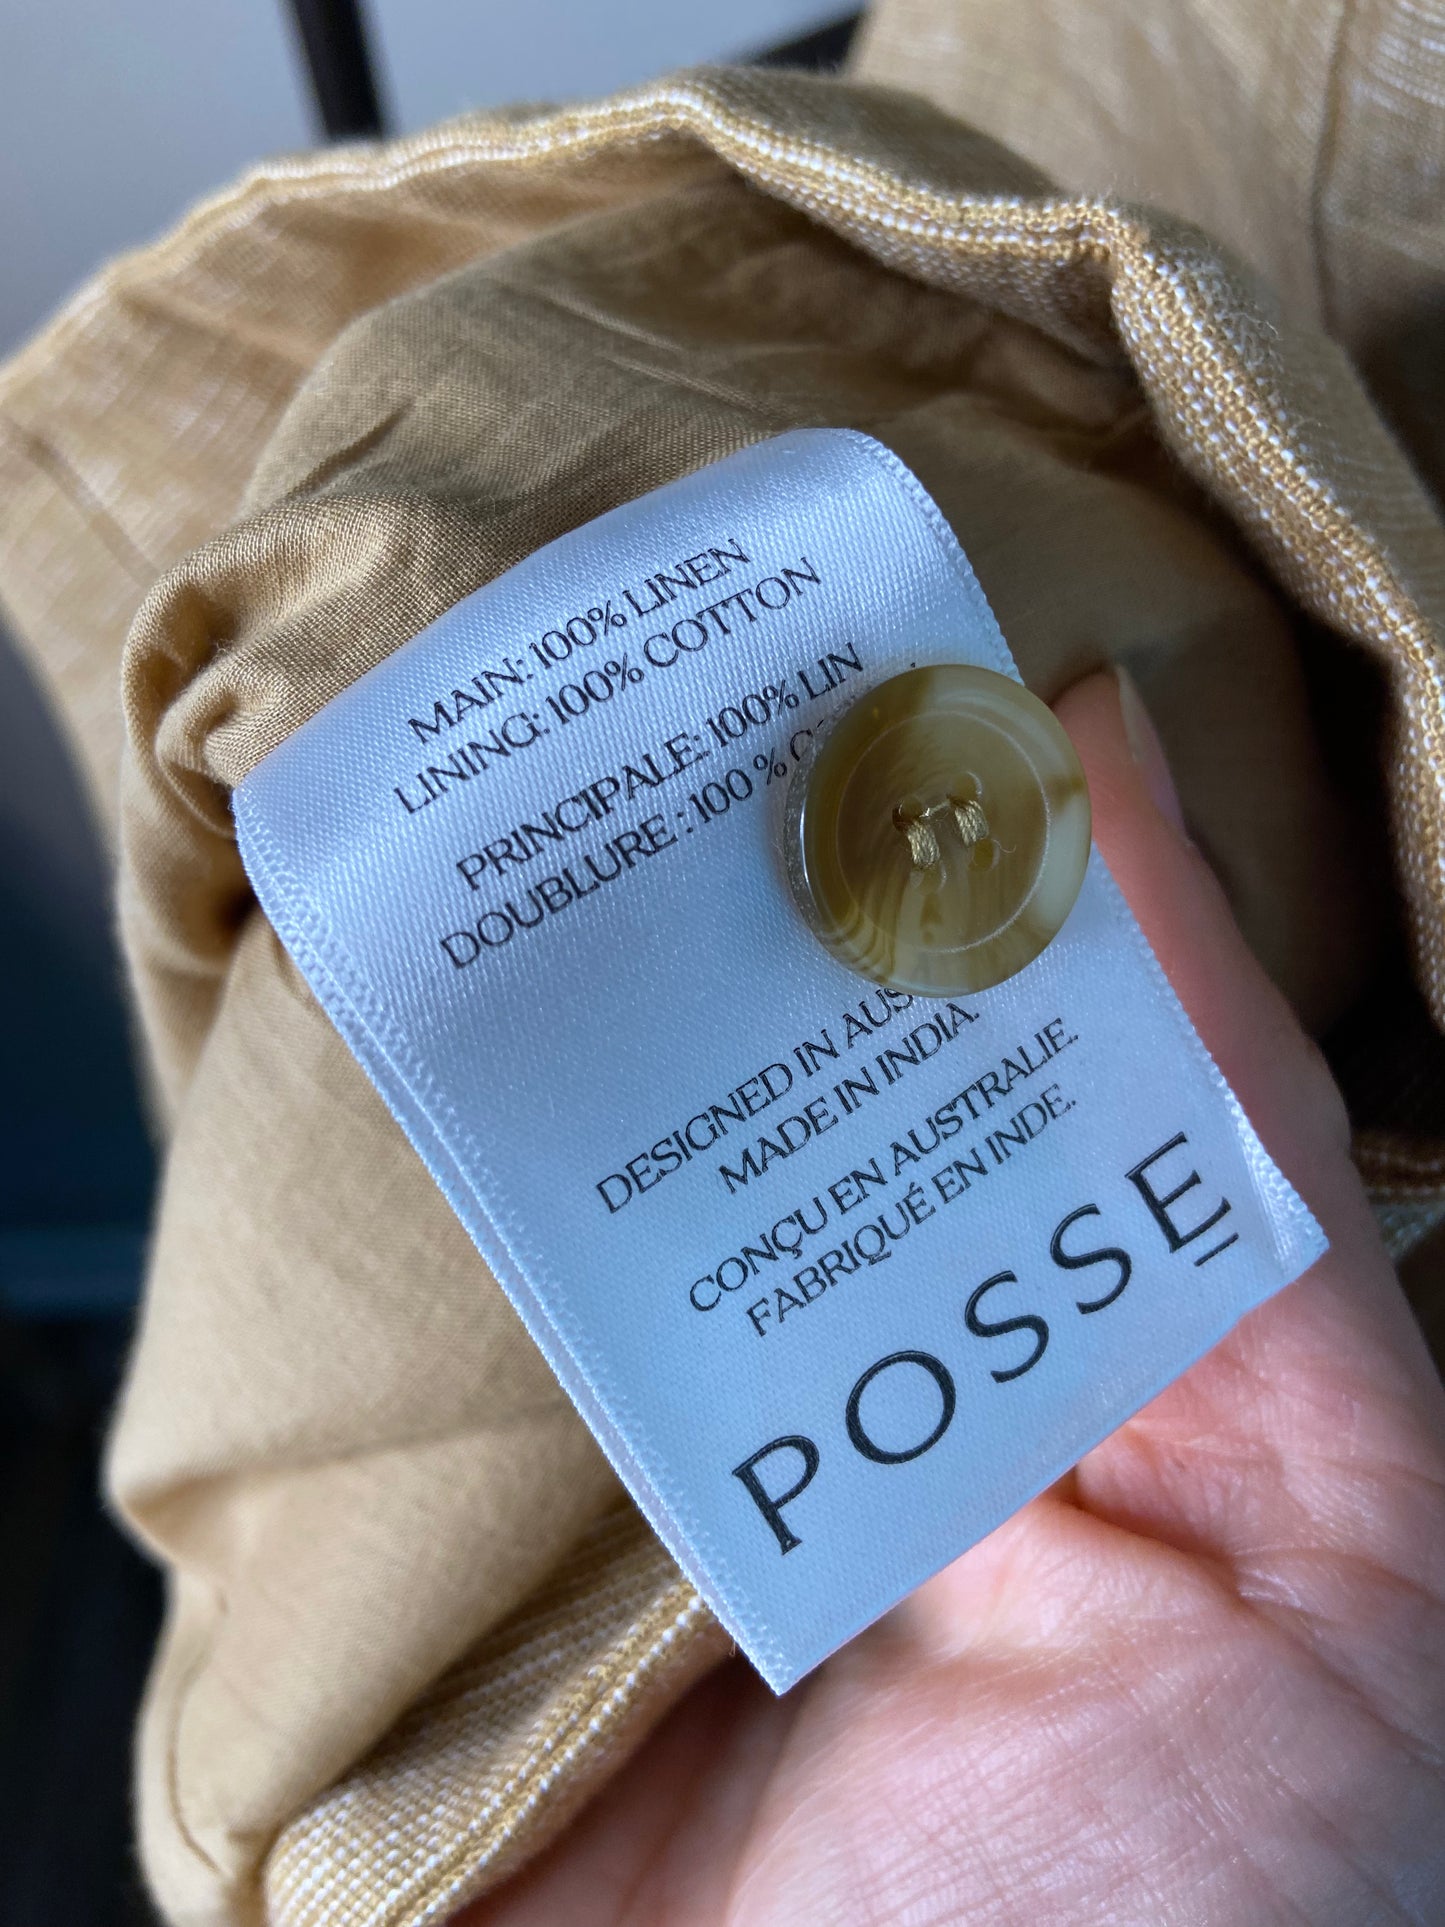 MAIN: 100% LINEN
LINING: 100% COTTON
PRINCIPALE: 100% LIN
DOUBLURE : 100 %
DESIGNED IN
MADE IN INDIA.
CONÇU EN AUSTRALIE.
FABRIQUÉ EN INDE.
POSSE